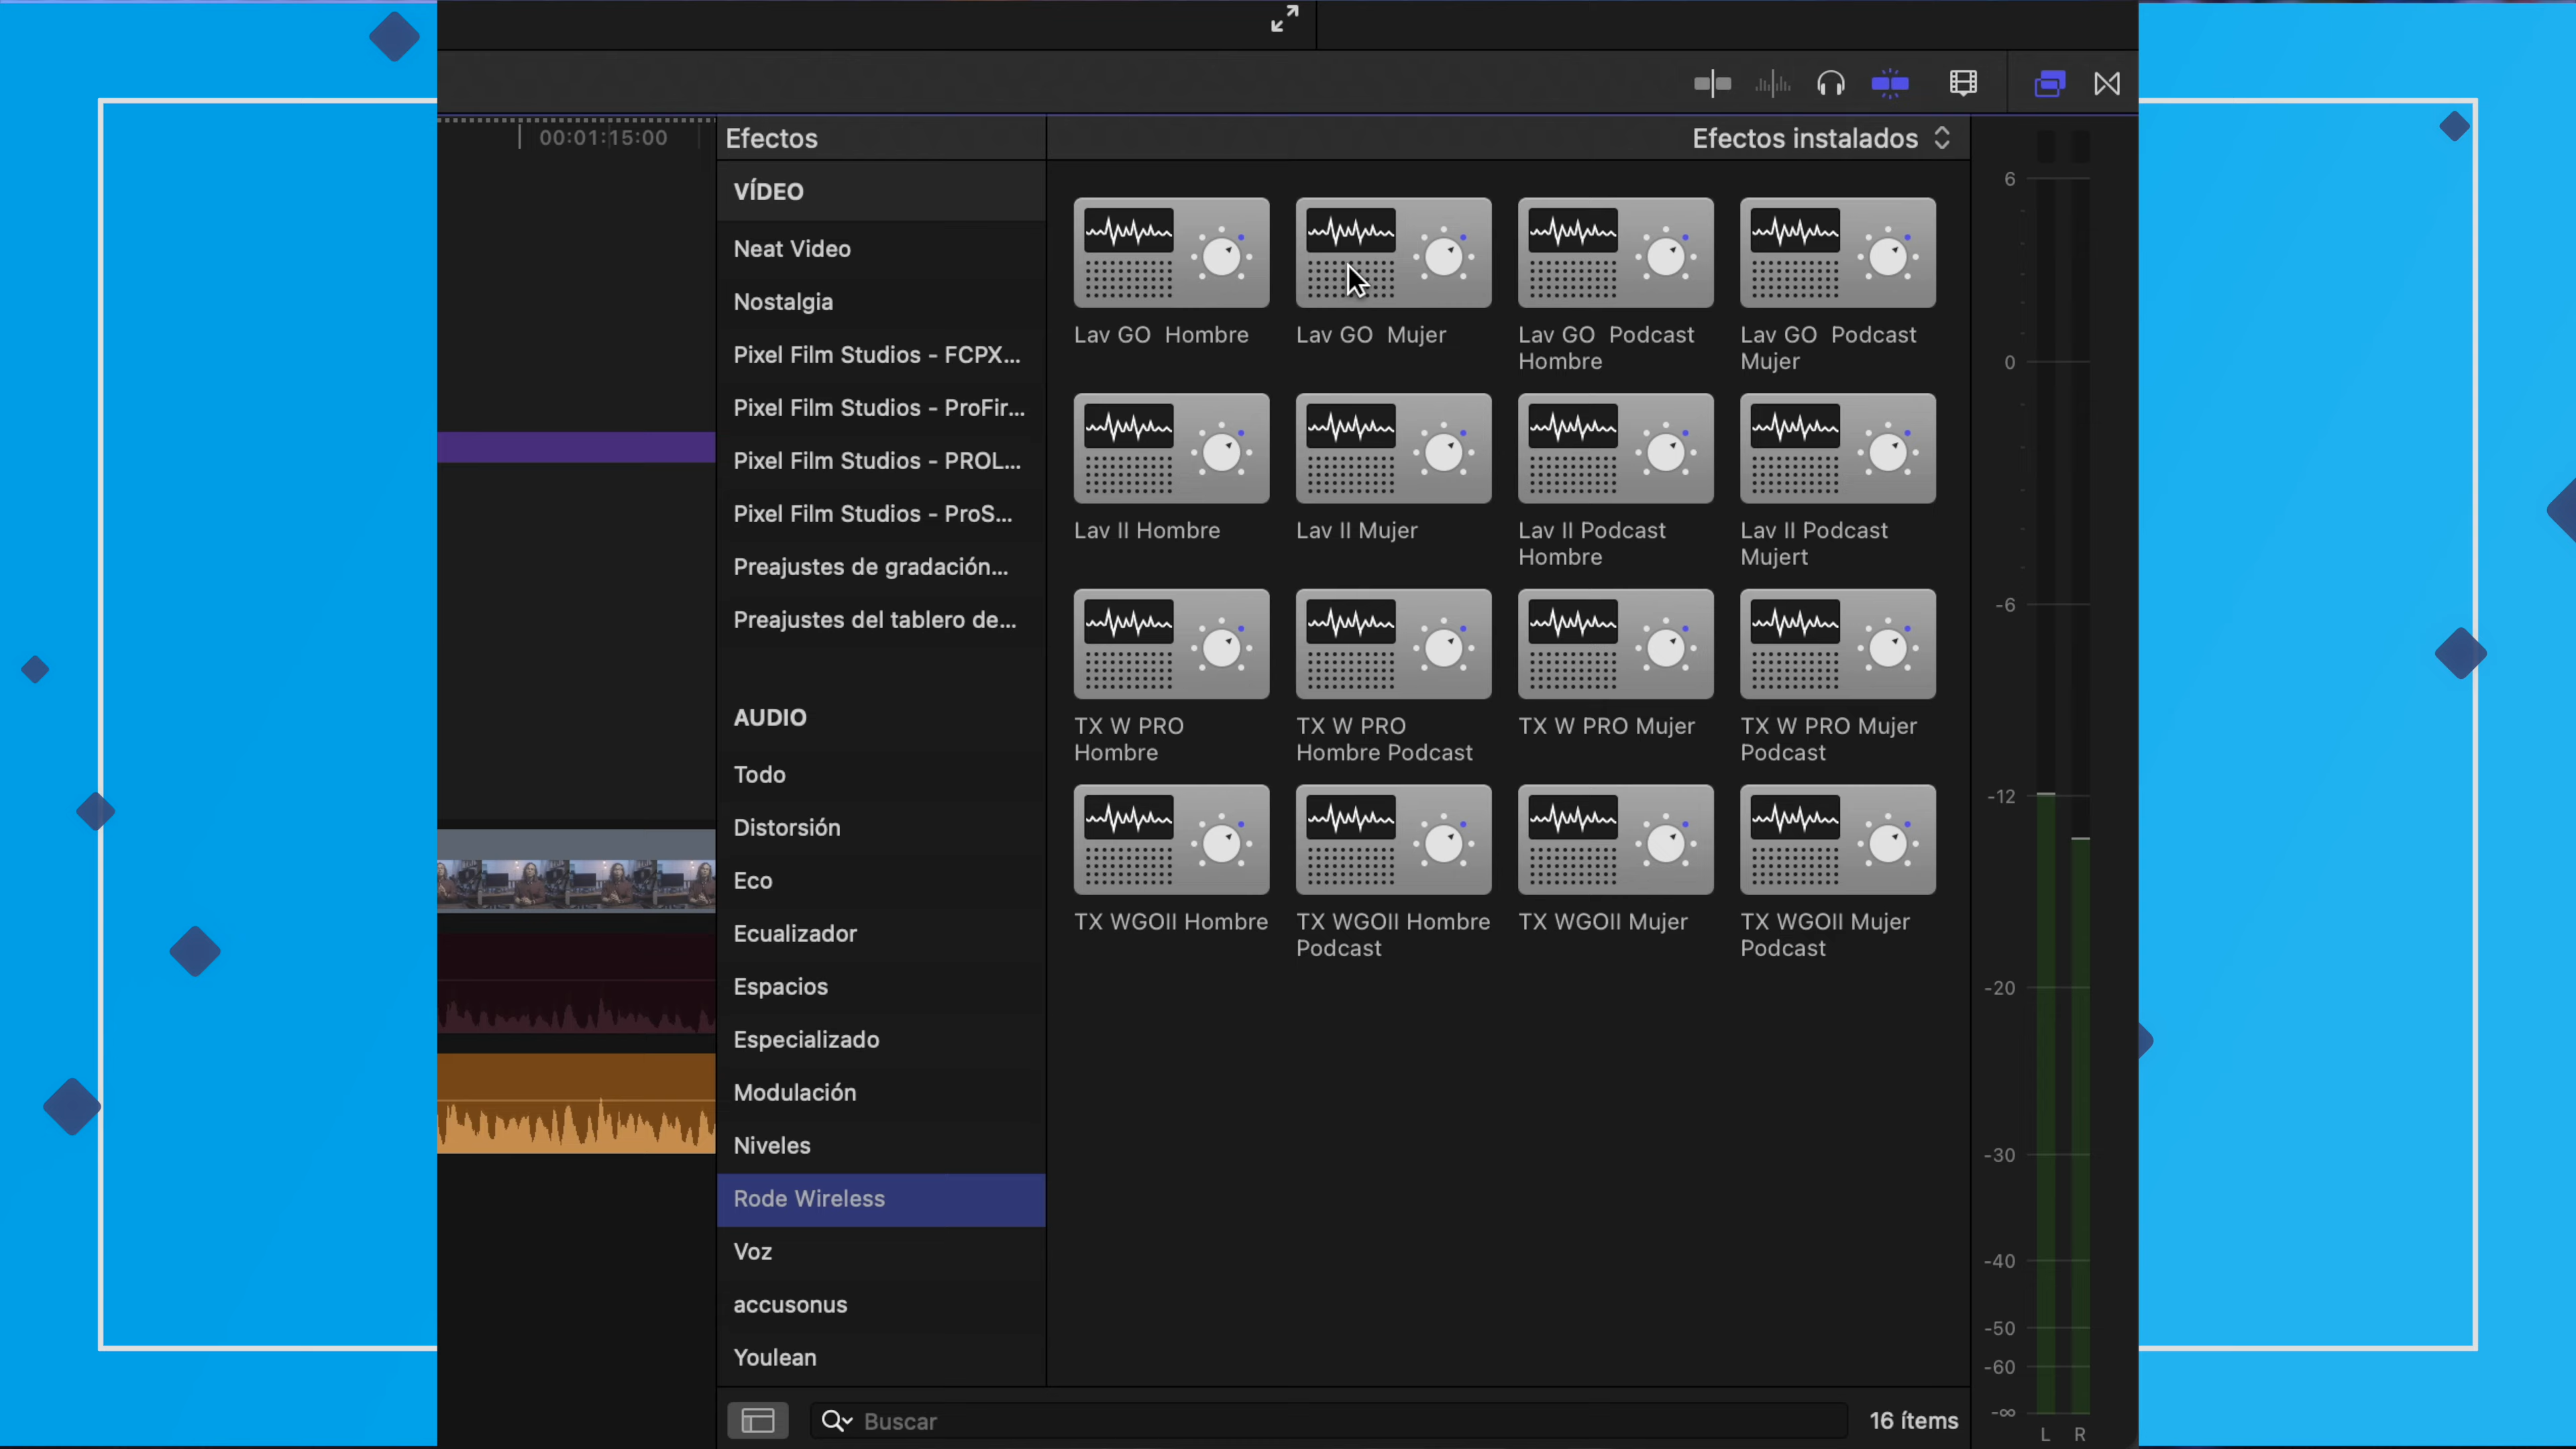 00:01:15:00
Efectos
Efectos instalados
VÍDEO
Neat Video
Nostalgia
Pixel Film Studios - FCPX...
Pixel Film Studios - ProFir...
Pixel Film Studios - PROL...
Pixel Film Studios - ProS...
Preajustes de gradación...
Preajustes del tablero de...
AUDIO
Todo
Distorsión
Eco
Ecualizador
Espacios
Especializado
Modulación
Niveles
Rode Wireless
Voz
accusonus
Youlean
Lav GO Hombre
Lav GO Mujer
Lav GO Podcast
Hombre
Lav GO Podcast
Mujer
Lav II Hombre
Lav II Mujer
Lav II Podcast
Hombre
Lav II Podcast
Mujert
TX W PRO
Hombre
TX W PRO
Hombre Podcast
TX W PRO Mujer
TX W PRO Mujer
Podcast
TX WGOII Hombre
TX WGOII Hombre
Podcast
TX WGOII Mujer
TX WGOII Mujer
Podcast
6
0
-6
-12
-20
-30
-40
-50
-60
-∞
L R
Buscar
16 ítems